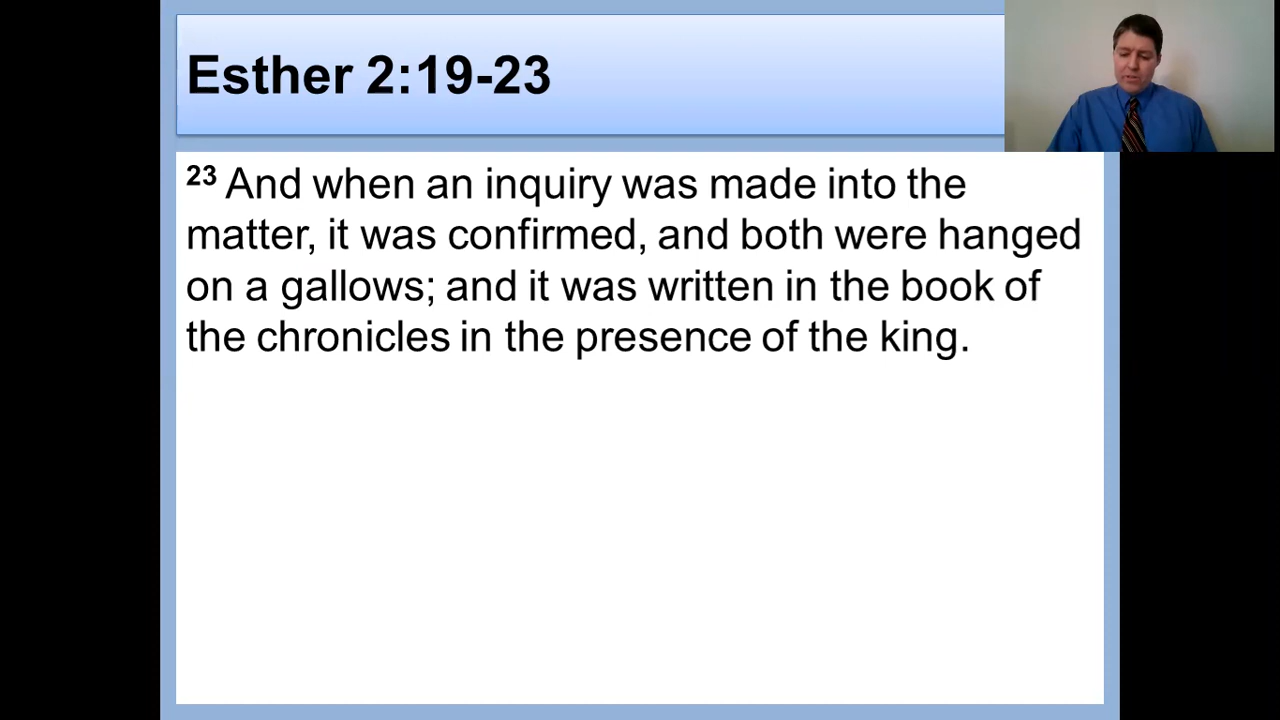 Esther 2:19-23
23 And when an inquiry was made into the
matter, it was confirmed, and both were hanged
on a gallows; and it was written in the book of
the chronicles in the presence of the king.